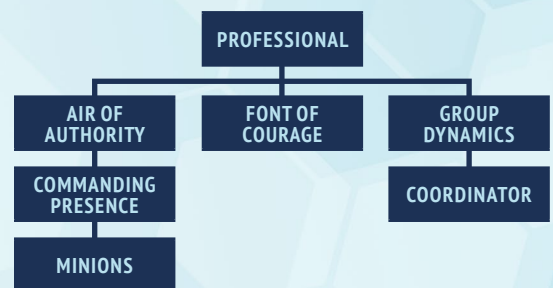 PROFESSIONAL
AIR OF
AUTHORITY
FONT OF
COURAGE
GROUP
DYNAMICS
COMMANDING
PRESENCE
COORDINATOR
MINIONS